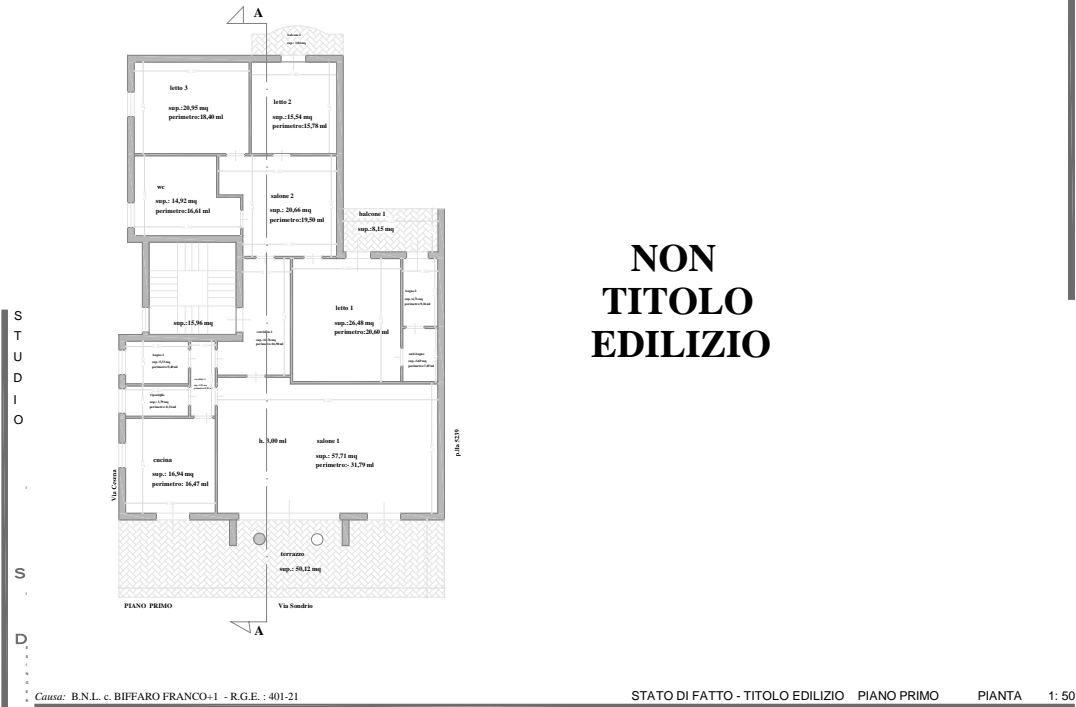 A
letto 3
sup.:20,95 mq
perimetro:18,40 ml
letto 2
sup.:15,54 mq
perimetro:15,78 ml
wc
sup.: 14,92 mq
perimetro:16,61 ml
salone 2
sup.: 20,66 mq
perimetro:19,50 ml
balcone 1
sup.:8,15 mq
NON
TITOLO
EDILIZIO
letto 1
sup.:26,48 mq
perimetro:20,60 ml
sup.:15,96 mq
h. 3,00 ml
salone 1
sup.: 57,71 mq
perimetro:- 31,79 ml
cucina
sup.: 16,94 mq
perimetro: 16,47 ml
Via Cesena
p.lla 5239
terrazzo
sup.: 50,12 mq
PIANO PRIMO
Via Sondrio
A
STUDIO
S
D
Causa: B.N.L. c. BIFFARO FRANCO+1 - R.G.E. : 401-21
STATO DI FATTO - TITOLO EDILIZIO PIANO PRIMO PIANTA 1: 50